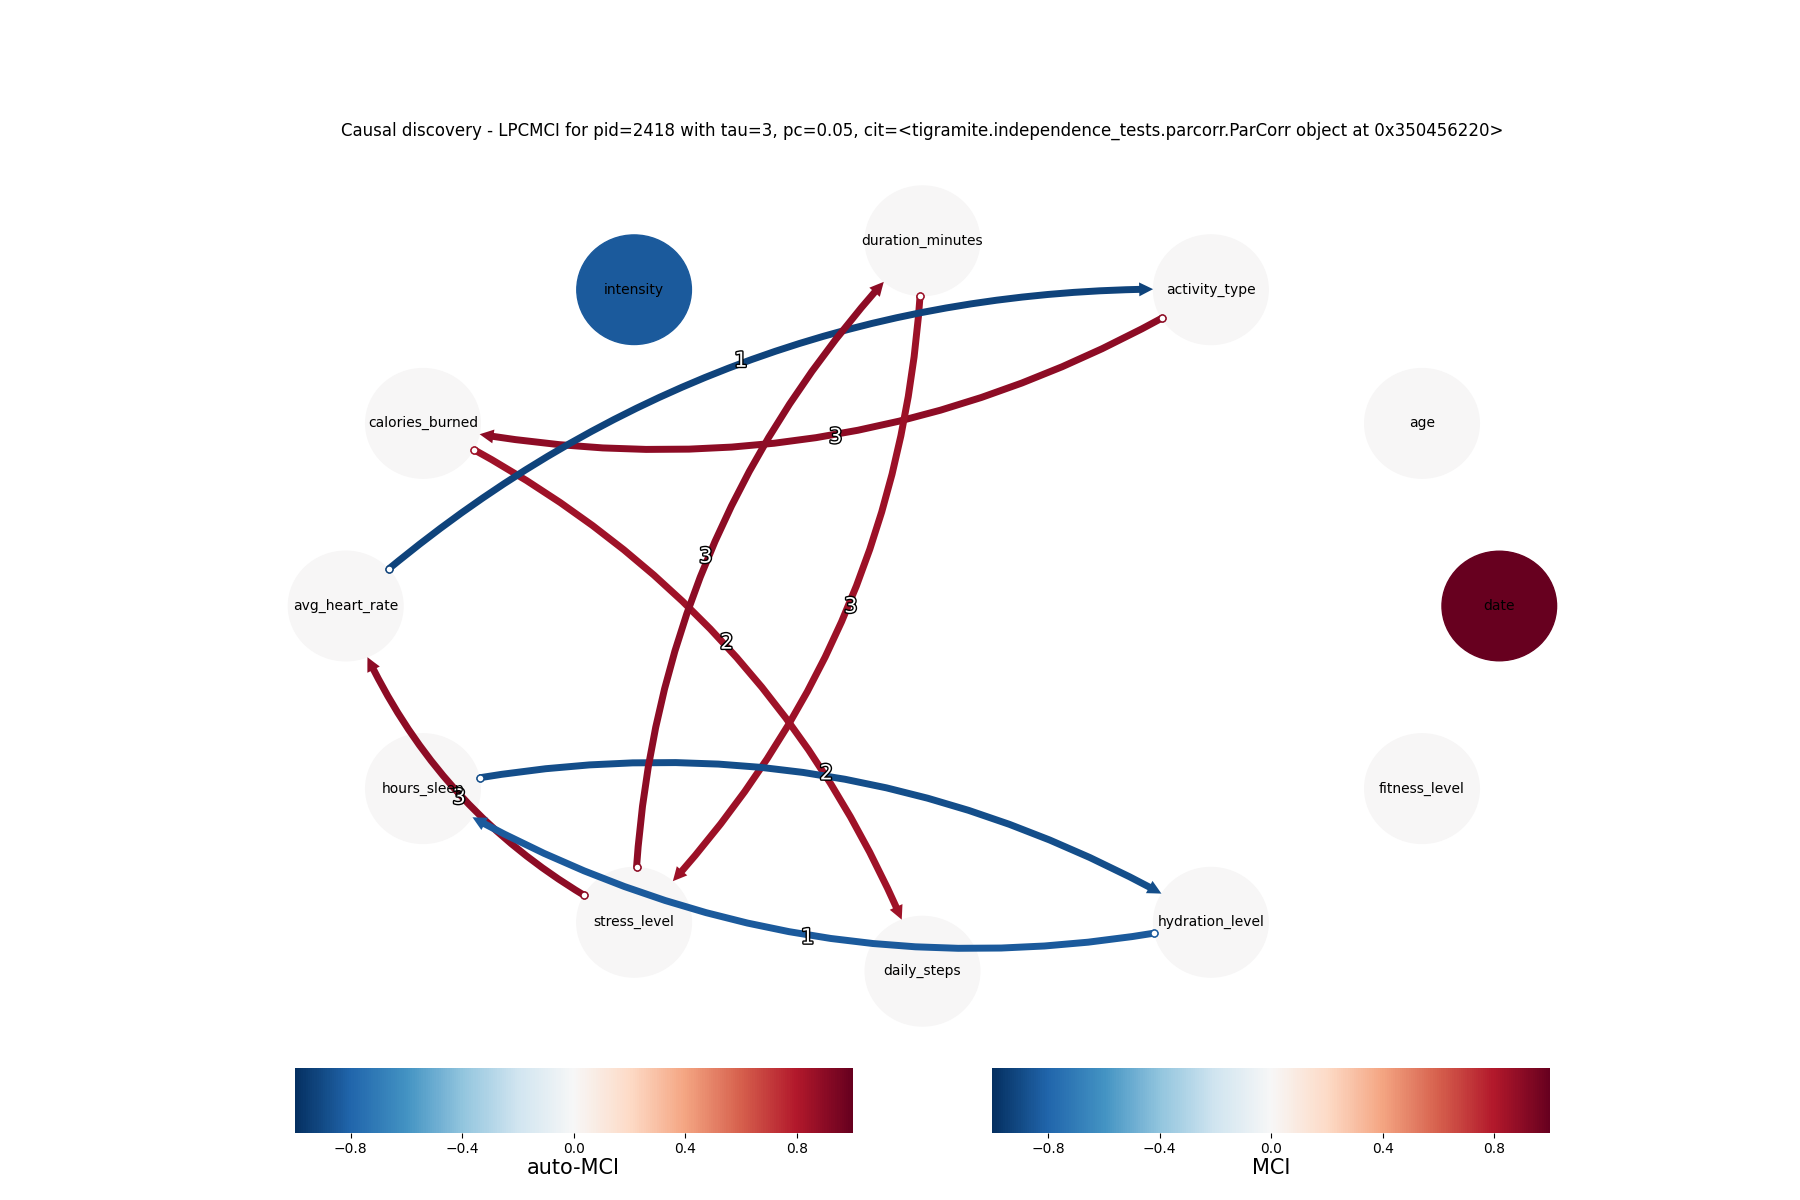 Causal discovery - LPCMCI for pid=2418 with tau=3, pc=0.05, cit=<tigramite.independence_tests.parcorr.ParCorr object at 0x350456220>
duration_minutes
intensity
activity_type
1
calories_burned
age
3
3
avg_heart_rate
3
date
2
2
hours_sleep
3
fitness_level
stress_level
hydration_level
1
daily_steps
−0.8 −0.4 0.0 0.4 0.8
auto-MCI
−0.8 −0.4 0.0 0.4 0.8
MCI